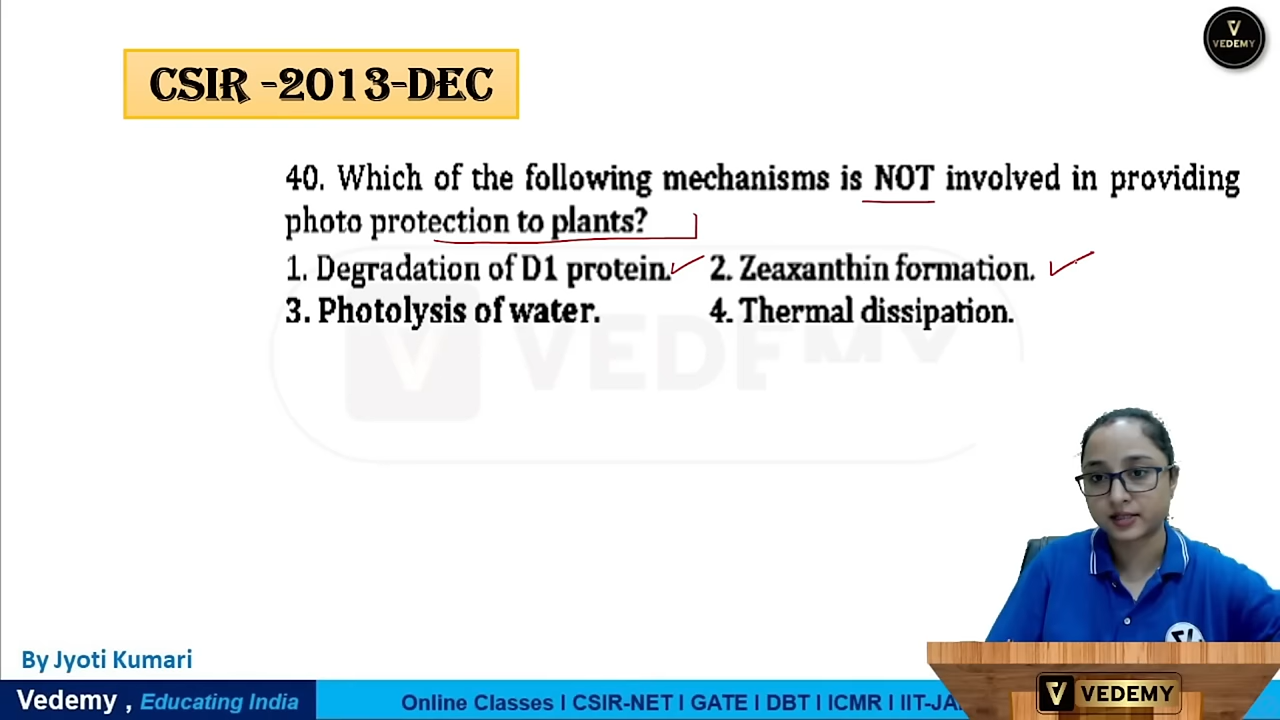 VEDEMY
CSIR -2013-DEC
40. Which of the following mechanisms is NOT involved in providing
photo protection to plants?
1. Degradation of D1 protein. 2. Zeaxanthin formation.
3. Photolysis of water. 4. Thermal dissipation.
VEDEMY
By Jyoti Kumari
Vedemy , Educating India
Online Classes I CSIR-NET I GATE I DBT I ICMR I IIT-JA
VEDEMY